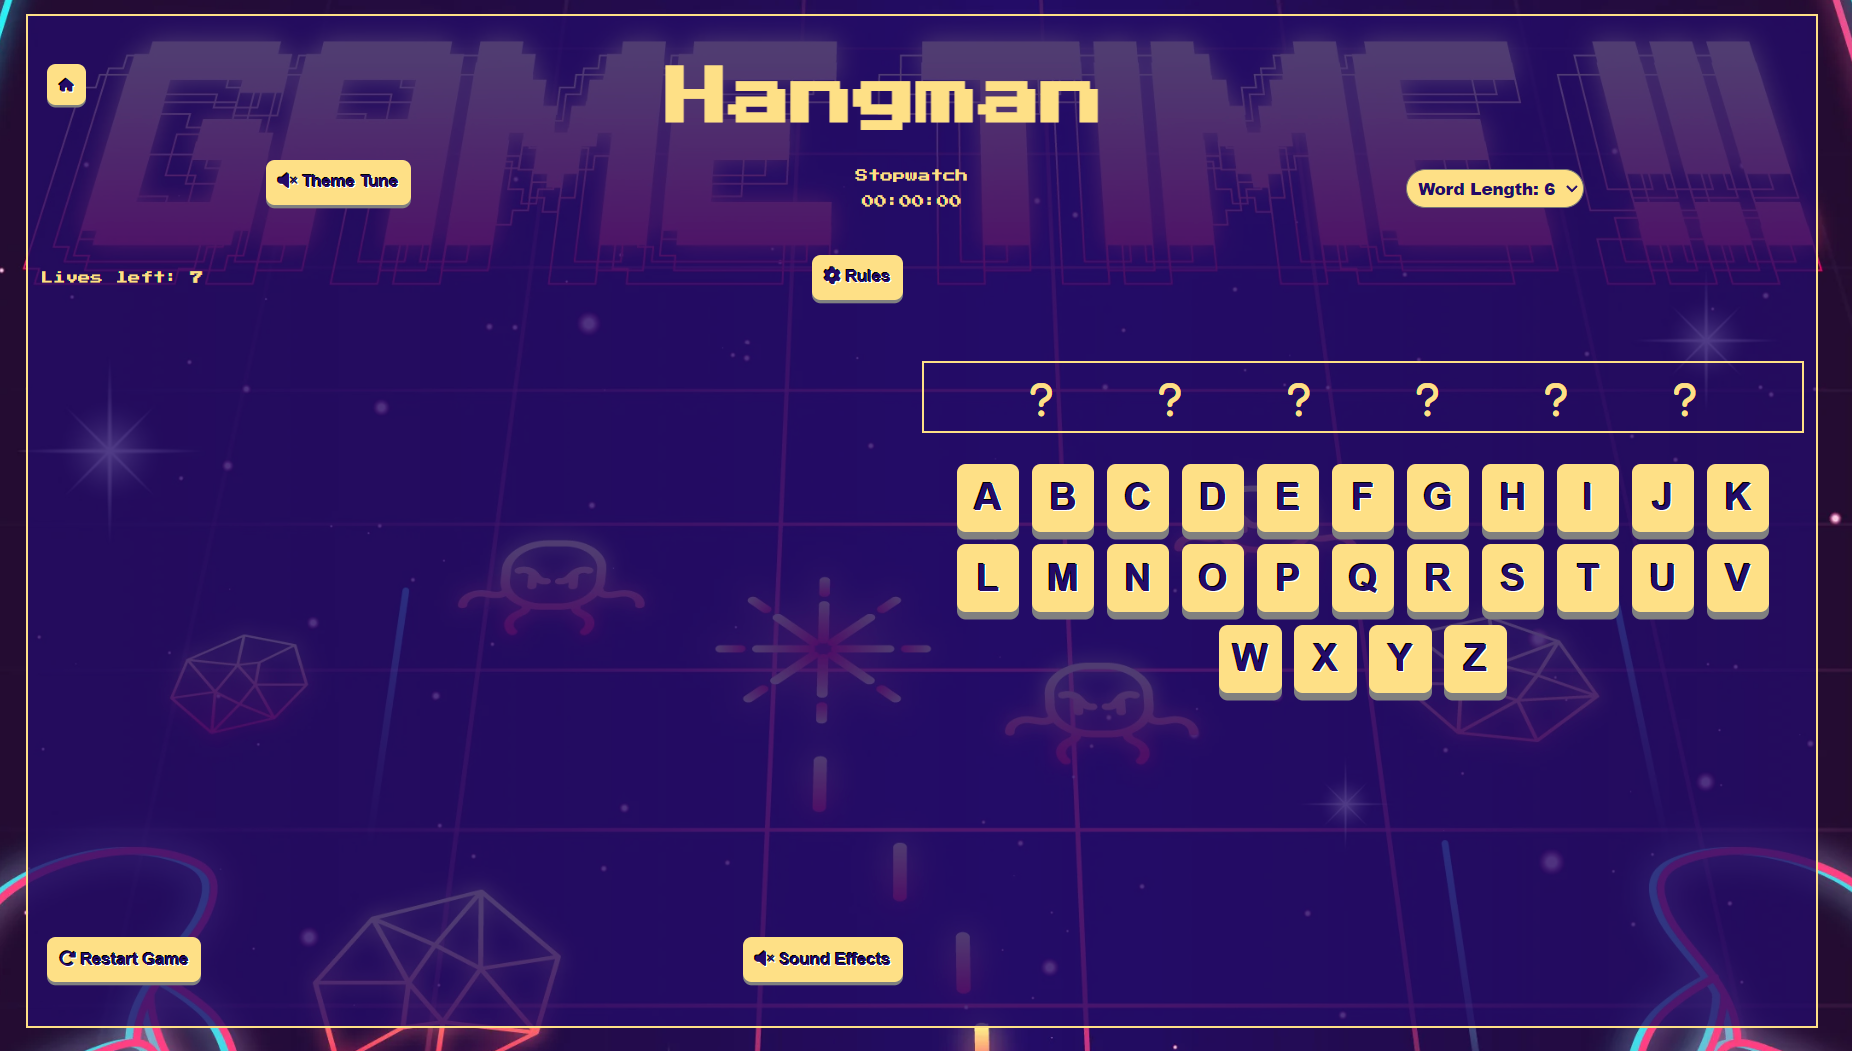 GAME TIME !!!
Hangman
Theme Tune
Stopwatch
00:00:00
Word Length: 6
Lives left: 7
Rules
? ? ? ? ? ?
A B C D E F G H I J K
L M N O P Q R S T U V
W X Y Z
Restart Game
Sound Effects